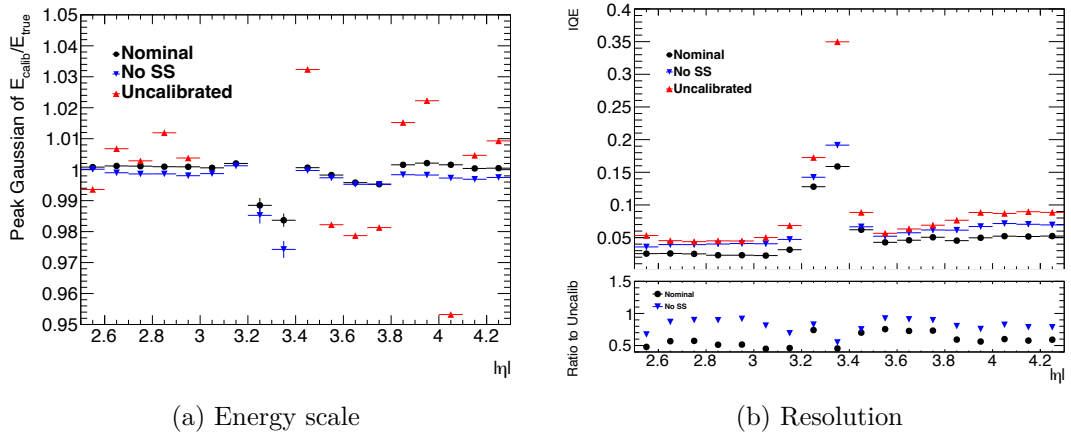 Peak Gaussian of E_calib/E_true
1.05
1.04
1.03
1.02
1.01
1
0.99
0.98
0.97
0.96
0.95
Nominal
No SS
Uncalibrated
2.6 2.8 3 3.2 3.4 3.6 3.8 4 4.2
|η|
(a) Energy scale
IQE
0.4
0.35
0.3
0.25
0.2
0.15
0.1
0.05
Nominal
No SS
Uncalibrated
Ratio to Uncalib
1.5
1
0.5
Nominal
No SS
2.6 2.8 3 3.2 3.4 3.6 3.8 4 4.2
|η|
(b) Resolution